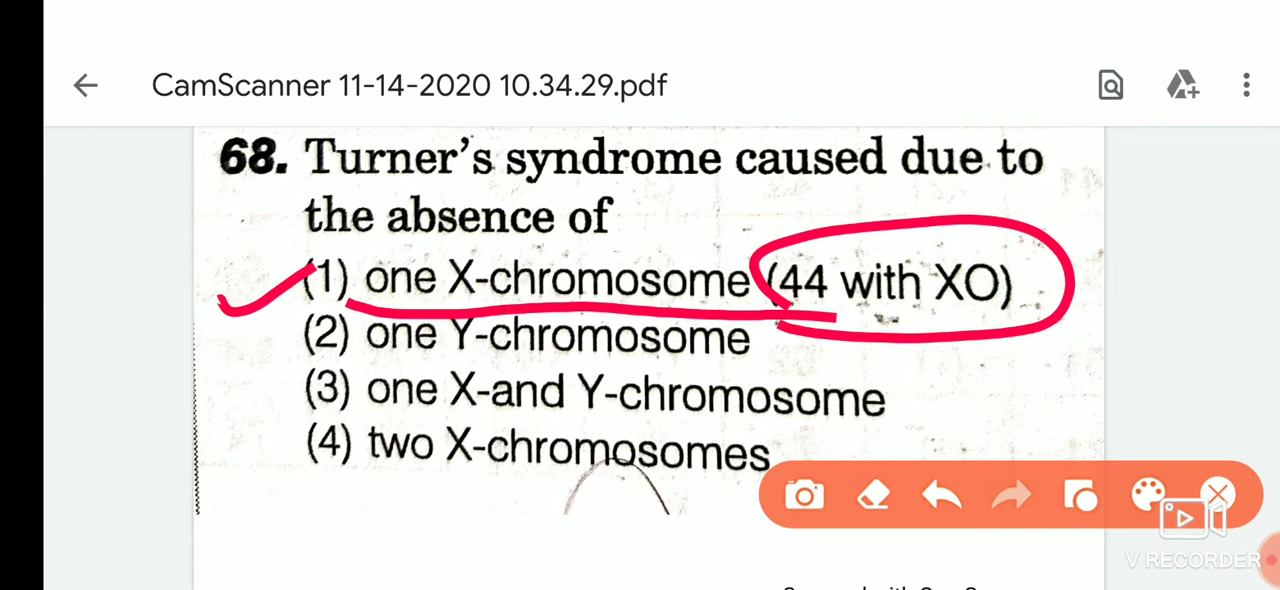 CamScanner 11-14-2020 10.34.29.pdf
68. Turner's syndrome caused due to
the absence of
(1) one X-chromosome (44 with XO)
(2) one Y-chromosome
(3) one X-and Y-chromosome
(4) two X-chromosomes
V RECORDER